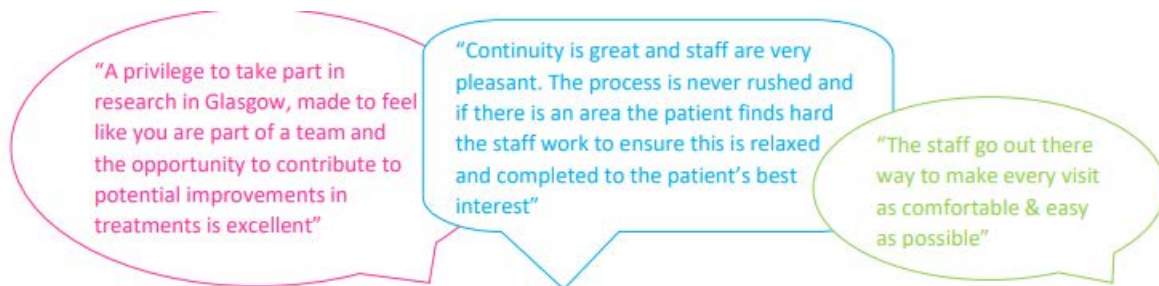 “A privilege to take part in
research in Glasgow, made to feel
like you are part of a team and
the opportunity to contribute to
potential improvements in
treatments is excellent”
“Continuity is great and staff are very
pleasant. The process is never rushed and
if there is an area the patient finds hard
the staff work to ensure this is relaxed
and completed to the patient’s best
interest”
“The staff go out there
way to make every visit
as comfortable & easy
as possible”